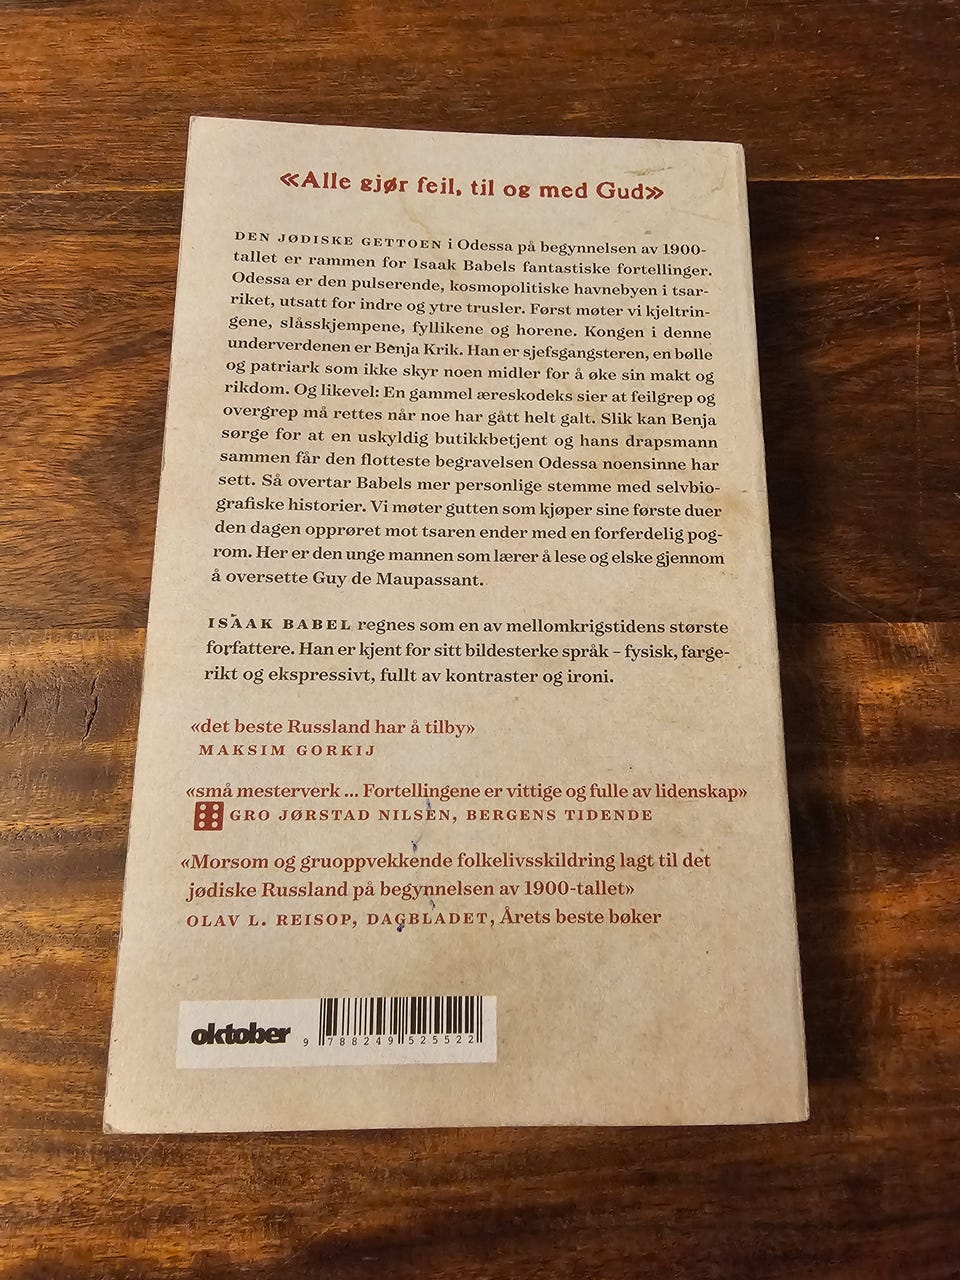 «Alle gjør feil, til og med Gud»
DEN JØDISKE GETTOEN i Odessa på begynnelsen av 1900-
tallet er rammen for Isaak Babels fantastiske fortellinger.
Odessa er den pulserende, kosmopolitiske havnebyen i tsar-
riket, utsatt for indre og ytre trusler. Først møter vi kjeltrin-
gene, slåsskjempene, fyllikene og horene. Kongen i denne
underverdenen er Benja Krik. Han er sjefsgangsteren, en bølle
og patriark som ikke skyr noen midler for å øke sin makt og
rikdom. Og likevel: En gammel æreskodeks sier at feilgrep og
overgrep må rettes når noe har gått helt galt. Slik kan Benja
sørge for at en uskyldig butikkbetjent og hans drapsmann
sammen får den flotteste begravelsen Odessa noensinne har
sett. Så overtar Babels mer personlige stemme med selvbio-
grafiske historier. Vi møter gutten som kjøper sine første duer
den dagen opprøret mot tsaren ender med en forferdelig pog-
rom. Her er den unge mannen som lærer å lese og elske gjennom
å oversette Guy de Maupassant.
ISAAK BABEL regnes som en av mellomkrigstidens største
forfattere. Han er kjent for sitt bildesterke språk – fysisk, farge-
rikt og ekspressivt, fullt av kontraster og ironi.
«det beste Russland har å tilby»
MAKSIM GORKIJ
«små mesterverk ... Fortellingene er vittige og fulle av lidenskap»
GRO JØRSTAD NILSEN, BERGENS TIDENDE
«Morsom og gruoppvekkende folkelivsskildring lagt til det
jødiske Russland på begynnelsen av 1900-tallet»
OLAV L. REISOP, DAGBLADET, Årets beste bøker
oktober
9 788249 525522